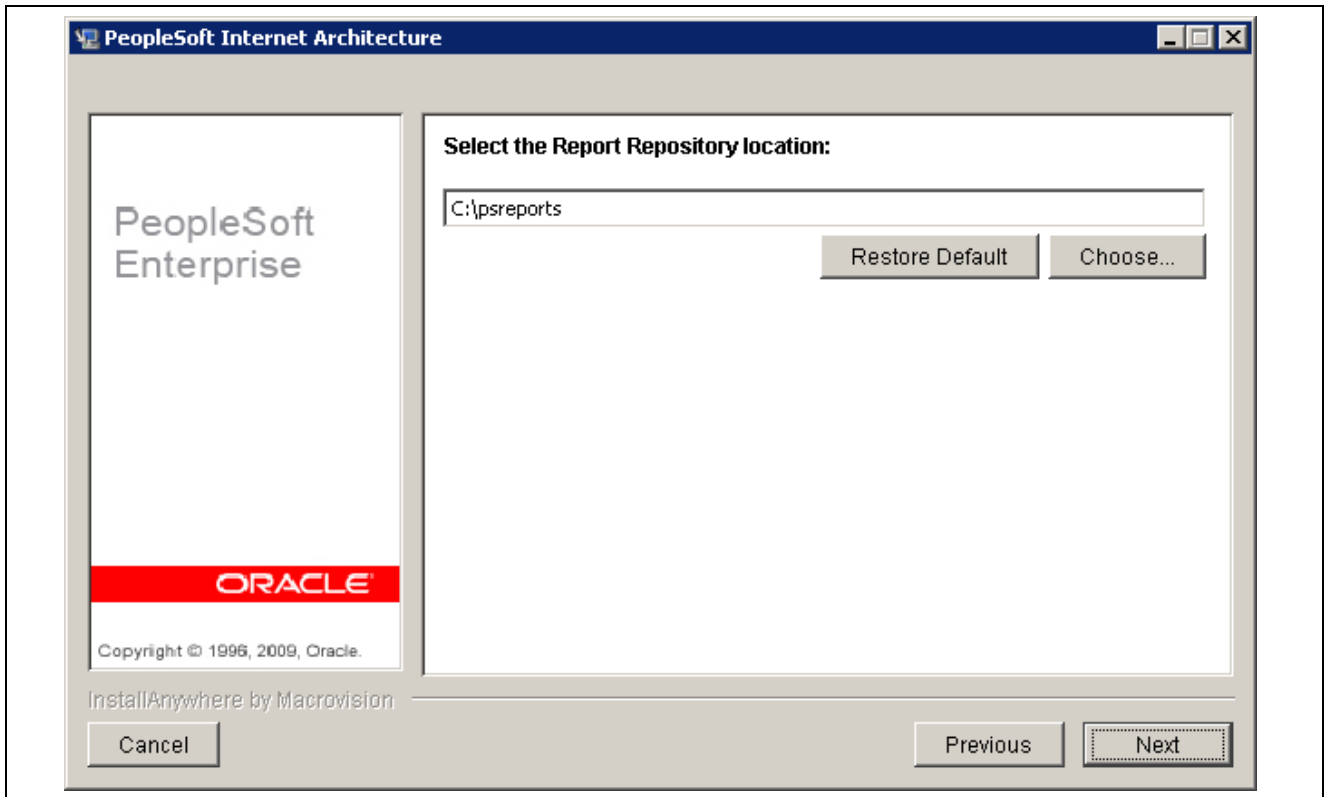 PeopleSoft Internet Architecture
Select the Report Repository location:
C:\psreports
Restore Default
Choose...
PeopleSoft
Enterprise
ORACLE
Copyright © 1996, 2009, Oracle.
InstallAnywhere by Macrovision
Cancel
Previous
Next